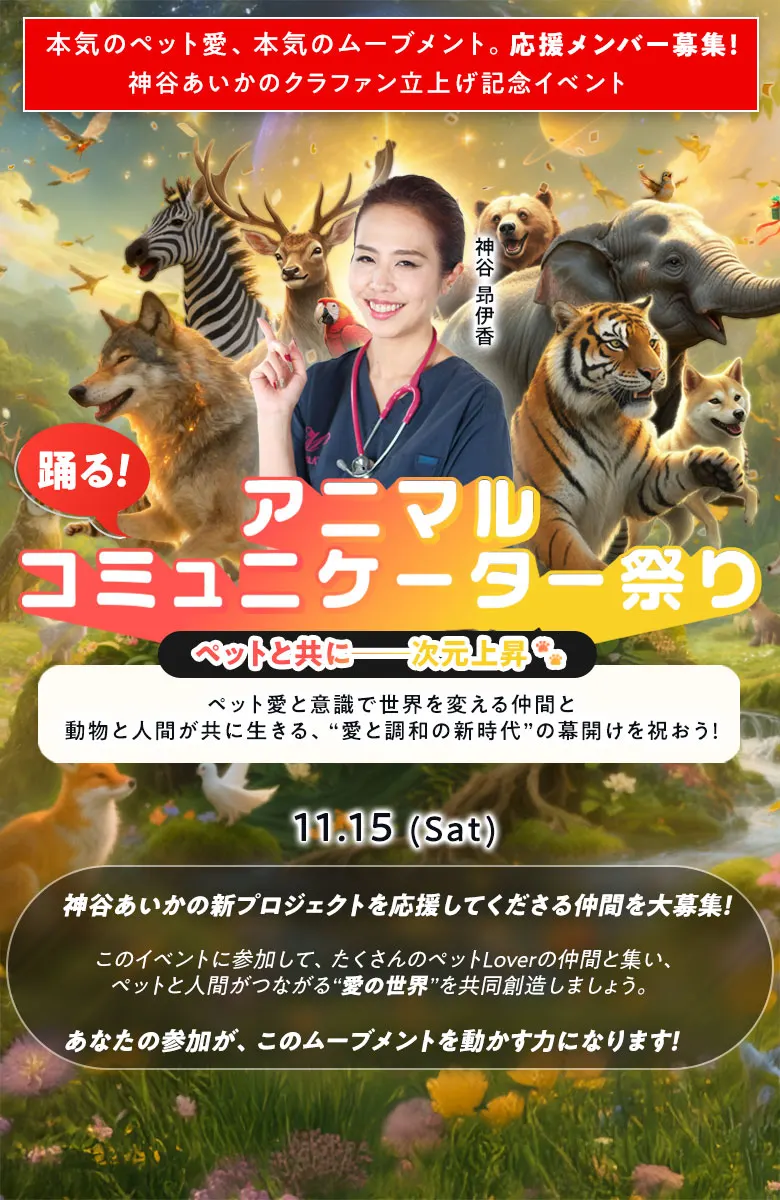 本気のペット愛、本気のムーブメント。応援メンバー募集!
神谷あいかのクラファン立上げ記念イベント
神谷 昴伊香
踊る!
アニマル
コミュニケーター祭り
ペットと共に——次元上昇
ペット愛と意識で世界を変える仲間と
動物と人間が共に生きる、“愛と調和の新時代”の幕開けを祝おう!
11.15 (Sat)
神谷あいかの新プロジェクトを応援してくださる仲間を大募集!
このイベントに参加して、たくさんのペットLoverの仲間と集い、
ペットと人間がつながる“愛の世界”を共同創造しましょう。
あなたの参加が、このムーブメントを動かす力になります!